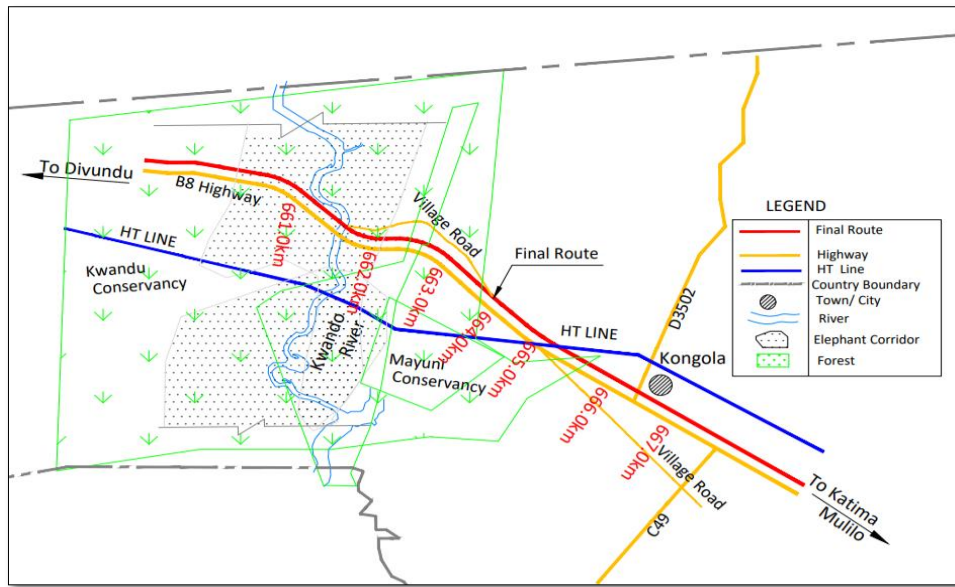 To Divundu
B8 Highway
HT LINE
Kwandu
Conservancy
661.0km
662.0km
663.0km
664.0km
665.0km
666.0km
667.0km
Village Road
Final Route
Kwando
River
Mayuni
Conservancy
HT LINE
D3502
Kongola
Village Road
C49
To Katima
Mulilo
LEGEND
Final Route
Highway
HT Line
Country Boundary
Town/ City
River
Elephant Corridor
Forest